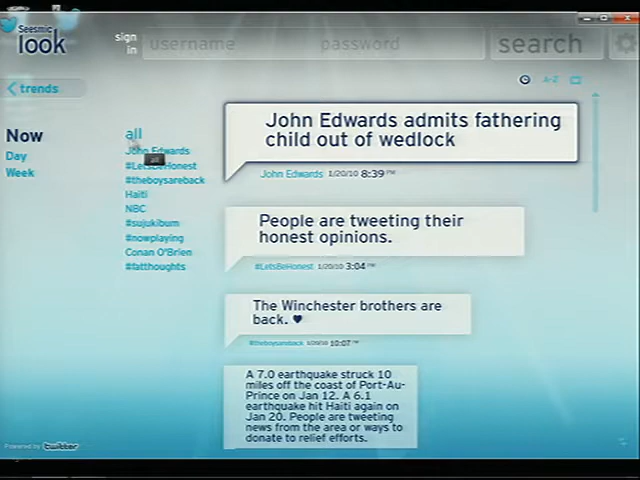 Seesmic
look
sign in
username
password
search
trends
A-Z
Now
Day
Week
all
John Edwards
all
#LetsBeHonest
#theboysareback
Haiti
NBC
#sujukibum
#nowplaying
Conan O'Brien
#fatthoughts
John Edwards admits fathering
child out of wedlock
John Edwards 1/20/10 8:39 PM
People are tweeting their
honest opinions.
#LetsBeHonest 1/20/10 3:04 PM
The Winchester brothers are
back. ♥
#theboysareback 1/20/10 10:07 PM
A 7.0 earthquake struck 10
miles off the coast of Port-Au-
Prince on Jan 12. A 6.1
earthquake hit Haiti again on
Jan 20. People are tweeting
news from the area or ways to
donate to relief efforts.
Powered by twitter